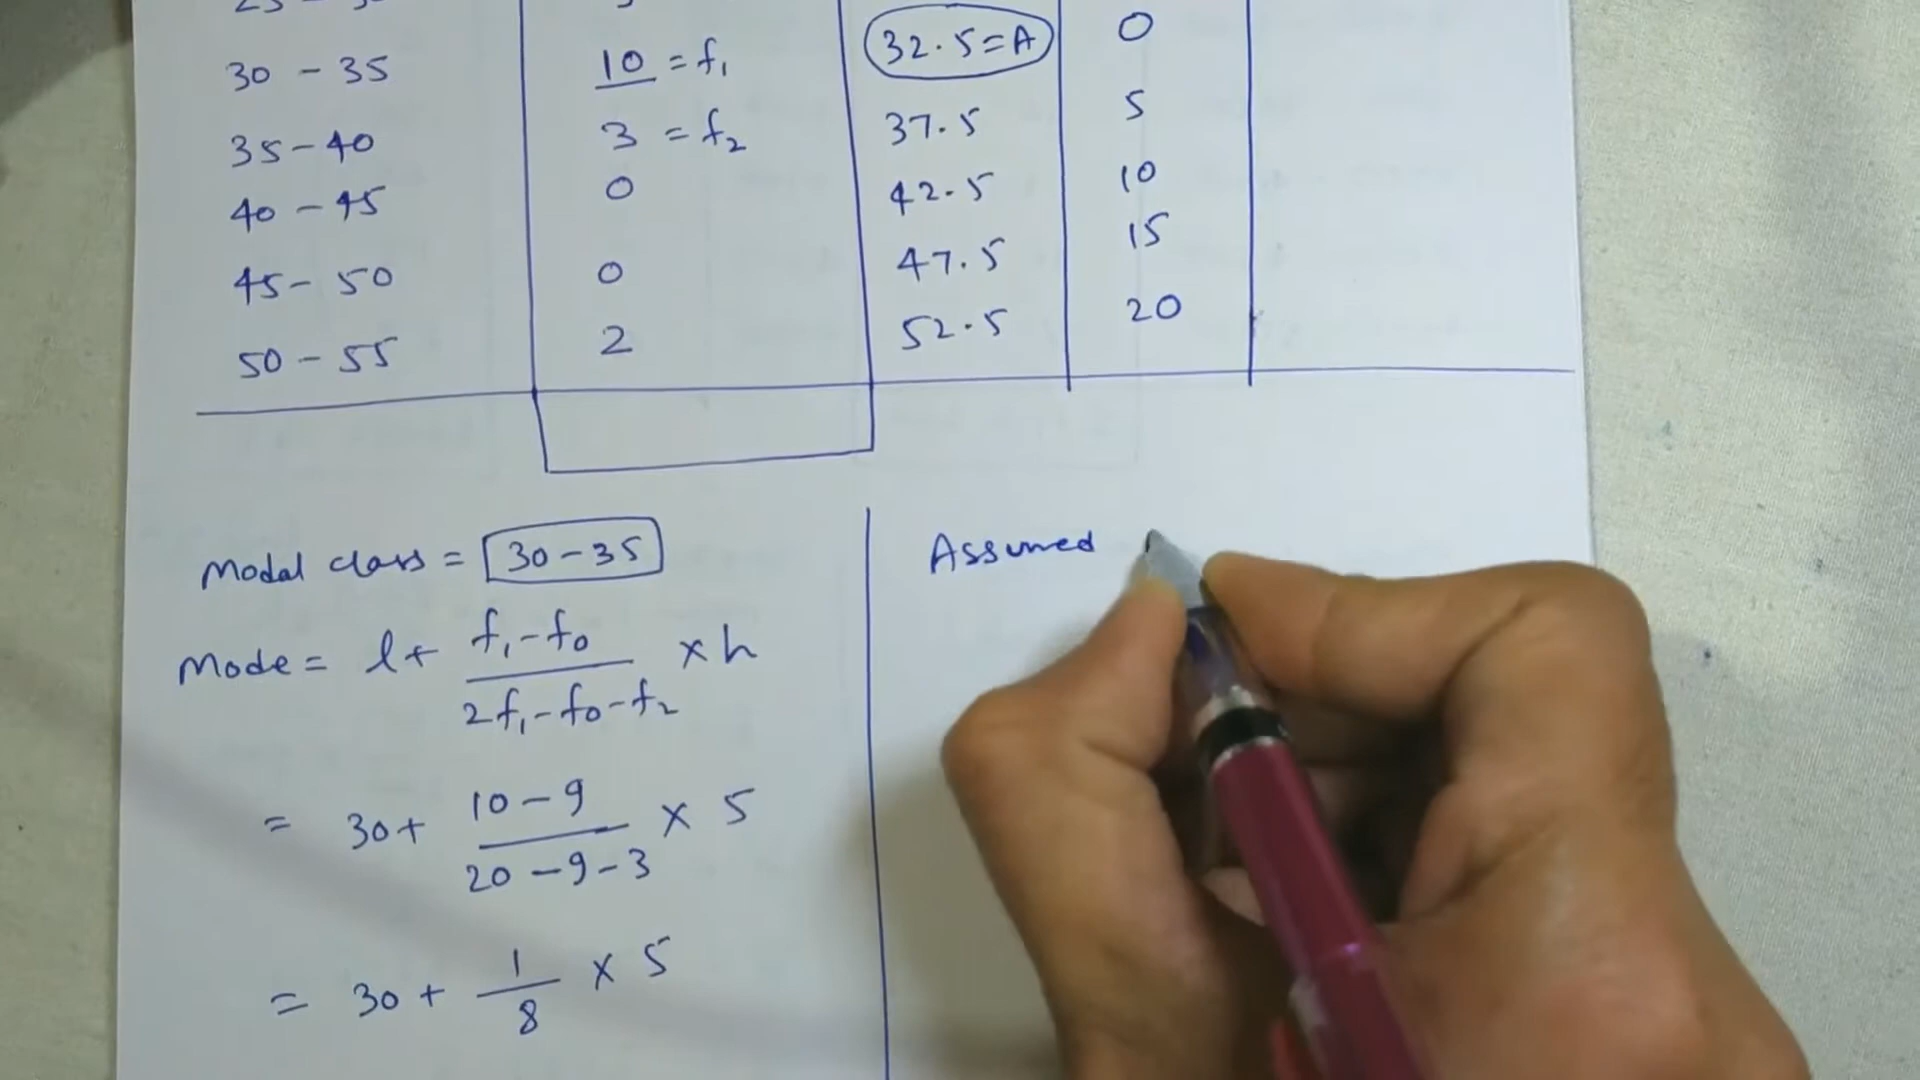 30 - 35 10 = f₁ 32.5 = A 0
35 - 40 3 = f₂ 37.5 5
40 - 45 0 42.5 10
45 - 50 0 47.5 15
50 - 55 2 52.5 20
Modal class = 30 - 35
Mode = l + (f₁ - f₀)/(2f₁ - f₀ - f₂) × h
= 30 + (10 - 9)/(20 - 9 - 3) × 5
= 30 + 1/8 × 5
Assumed